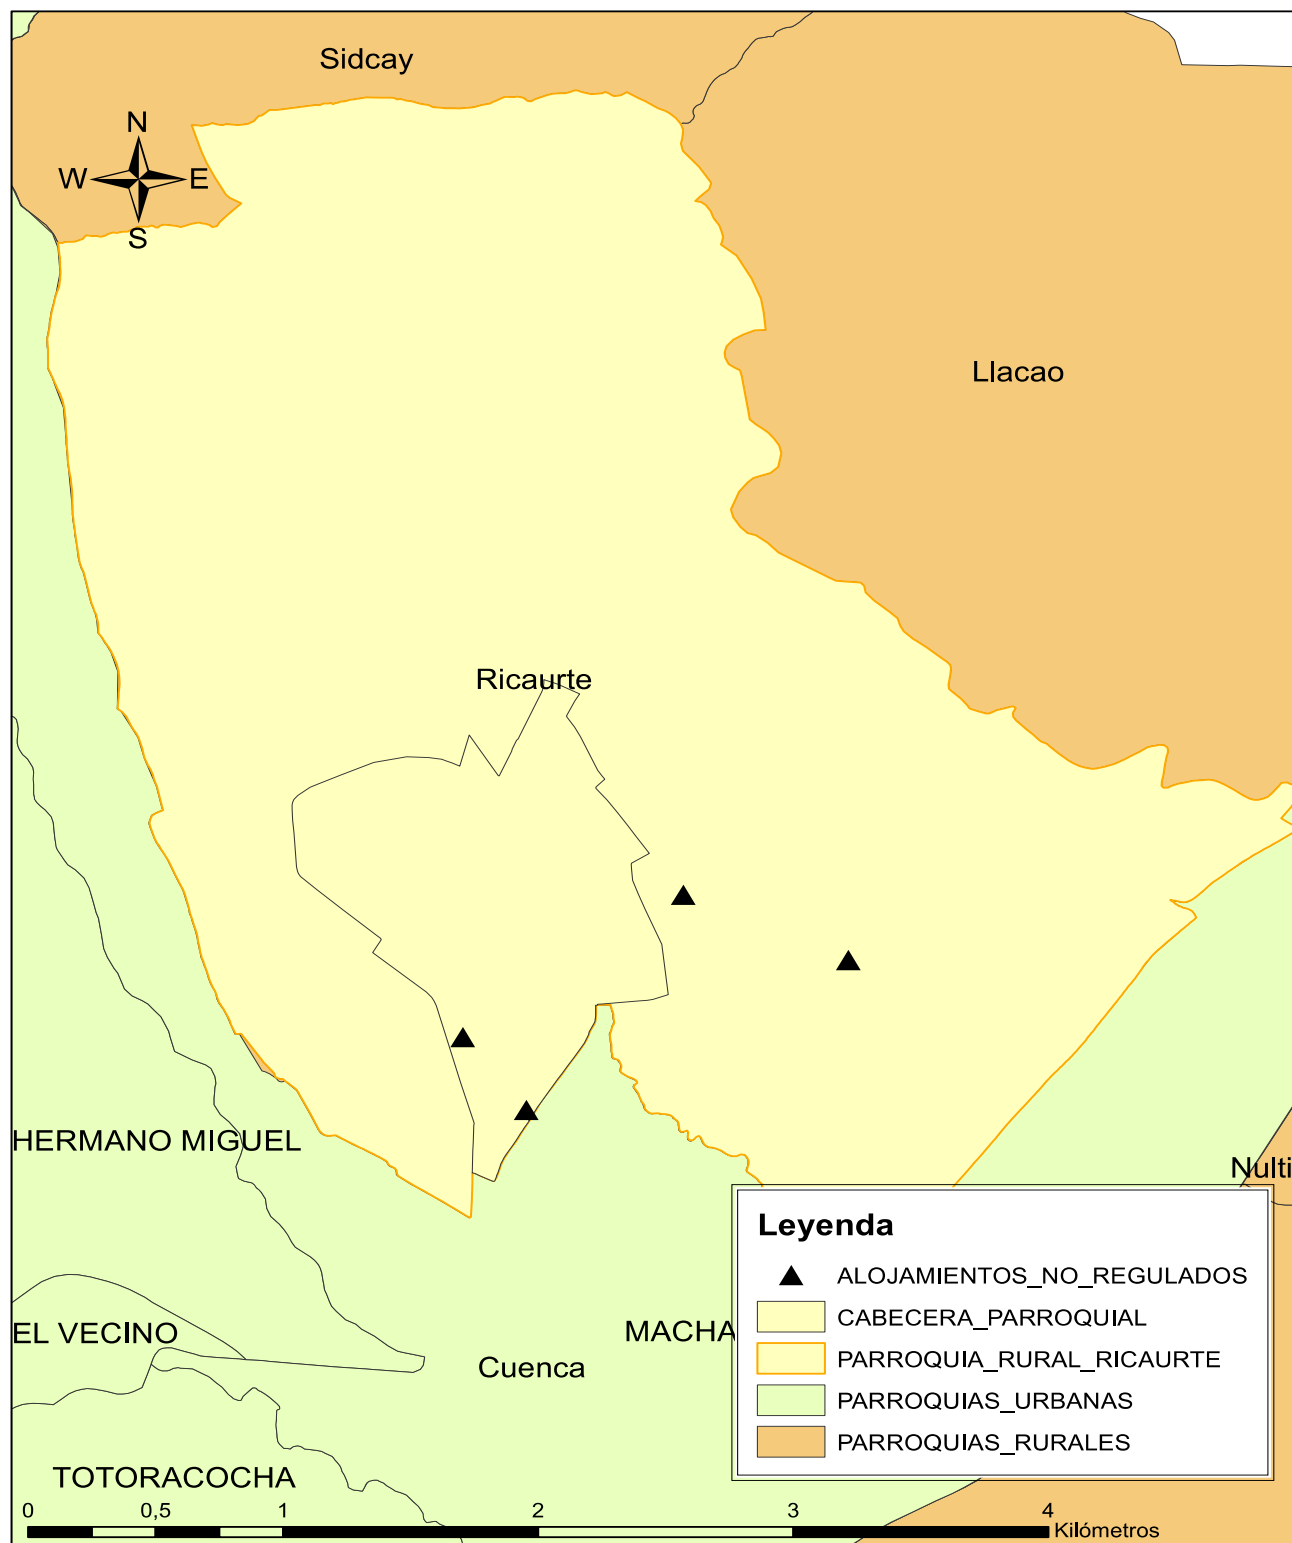 Sidcay
N
W E
S
Llacao
Ricaurte
HERMANO MIGUEL
Nulti
Leyenda
ALOJAMIENTOS_NO_REGULADOS
CABECERA_PARROQUIAL
PARROQUIA_RURAL_RICAURTE
PARROQUIAS_URBANAS
PARROQUIAS_RURALES
EL VECINO
MACHA
Cuenca
TOTORACOCHA
0 0,5 1 2 3 4
Kilómetros